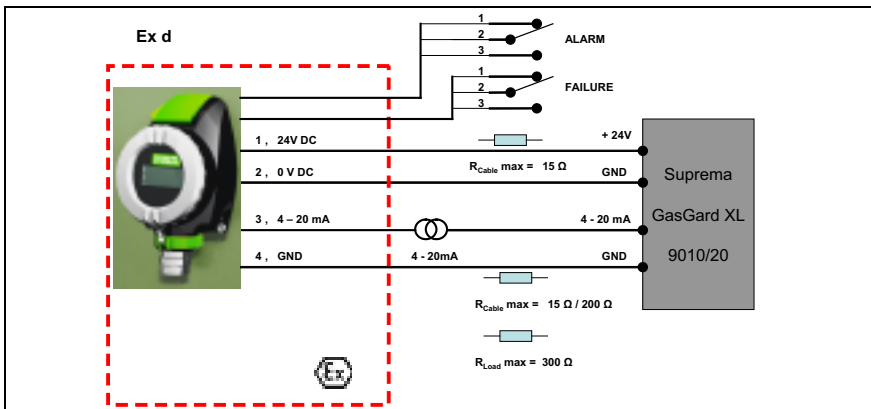 Ex d
1
2
3
ALARM
1
2
3
FAILURE
1 , 24V DC
+ 24V
RCable max = 15 Ω
2 , 0 V DC
GND
3 , 4 – 20 mA
4 - 20 mA
4 - 20mA
4 , GND
GND
RCable max = 15 Ω / 200 Ω
RLoad max = 300 Ω
Suprema
GasGard XL
9010/20
Ex